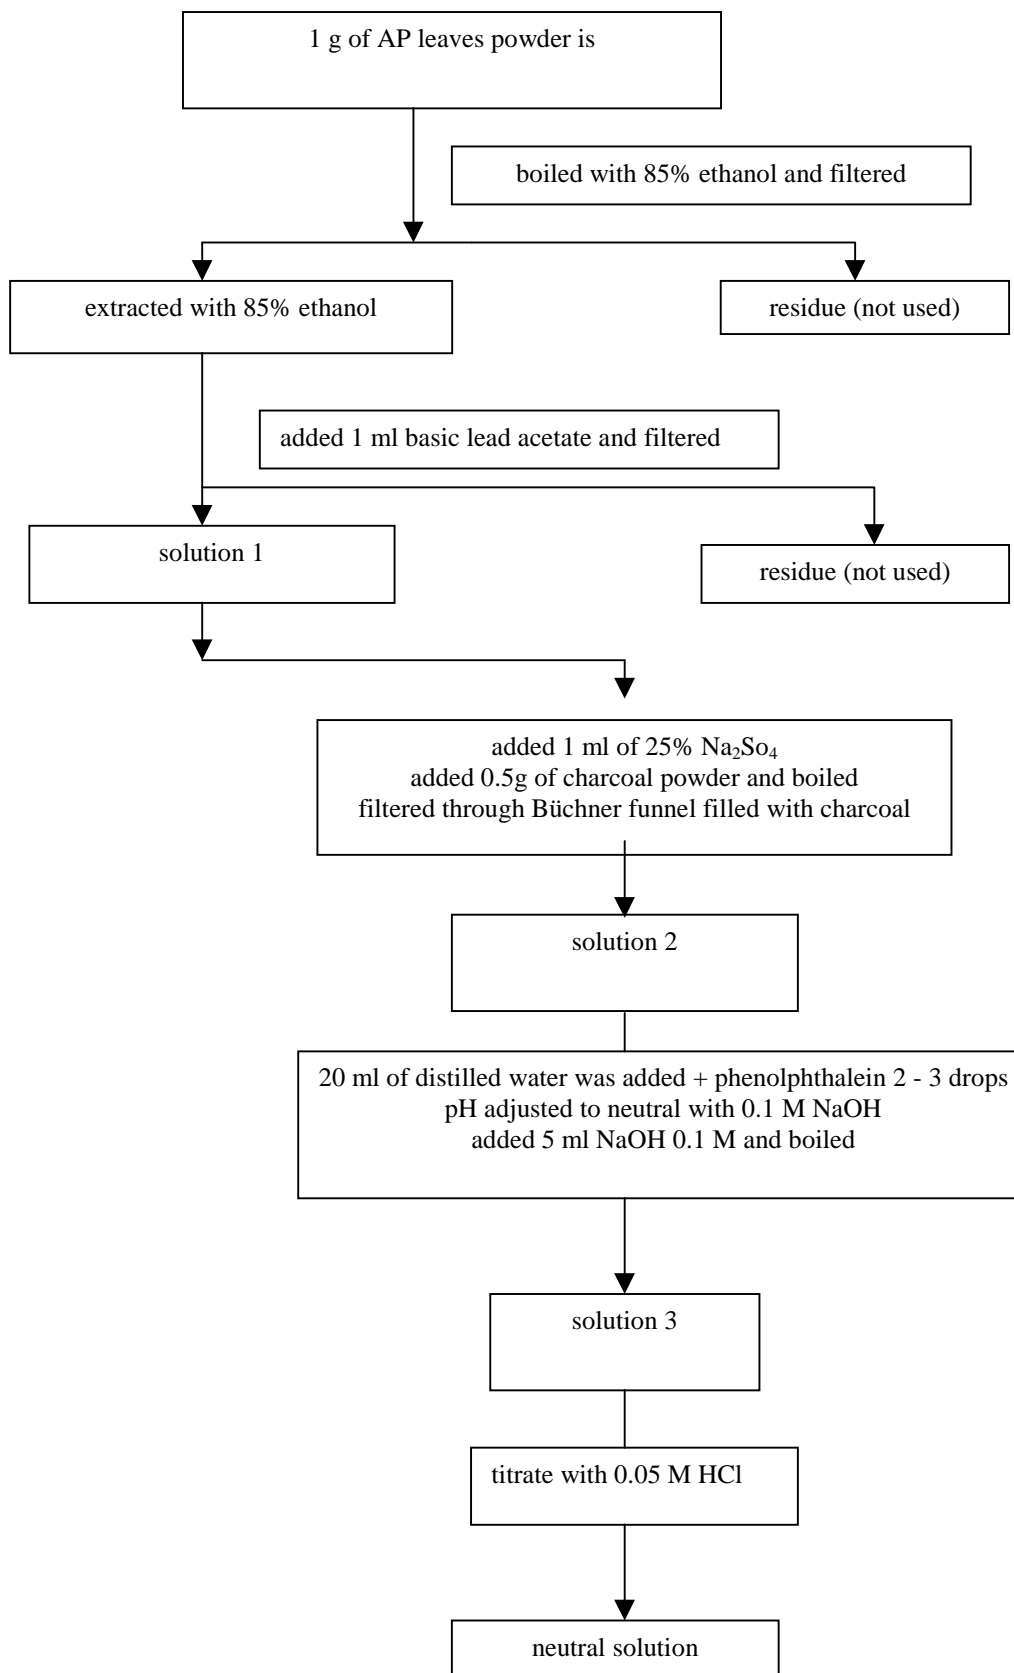 1 g of AP leaves powder is
boiled with 85% ethanol and filtered
extracted with 85% ethanol
residue (not used)
added 1 ml basic lead acetate and filtered
solution 1
residue (not used)
added 1 ml of 25% Na₂So₄
added 0.5g of charcoal powder and boiled
filtered through Büchner funnel filled with charcoal
solution 2
20 ml of distilled water was added + phenolphthalein 2 - 3 drops
pH adjusted to neutral with 0.1 M NaOH
added 5 ml NaOH 0.1 M and boiled
solution 3
titrate with 0.05 M HCl
neutral solution